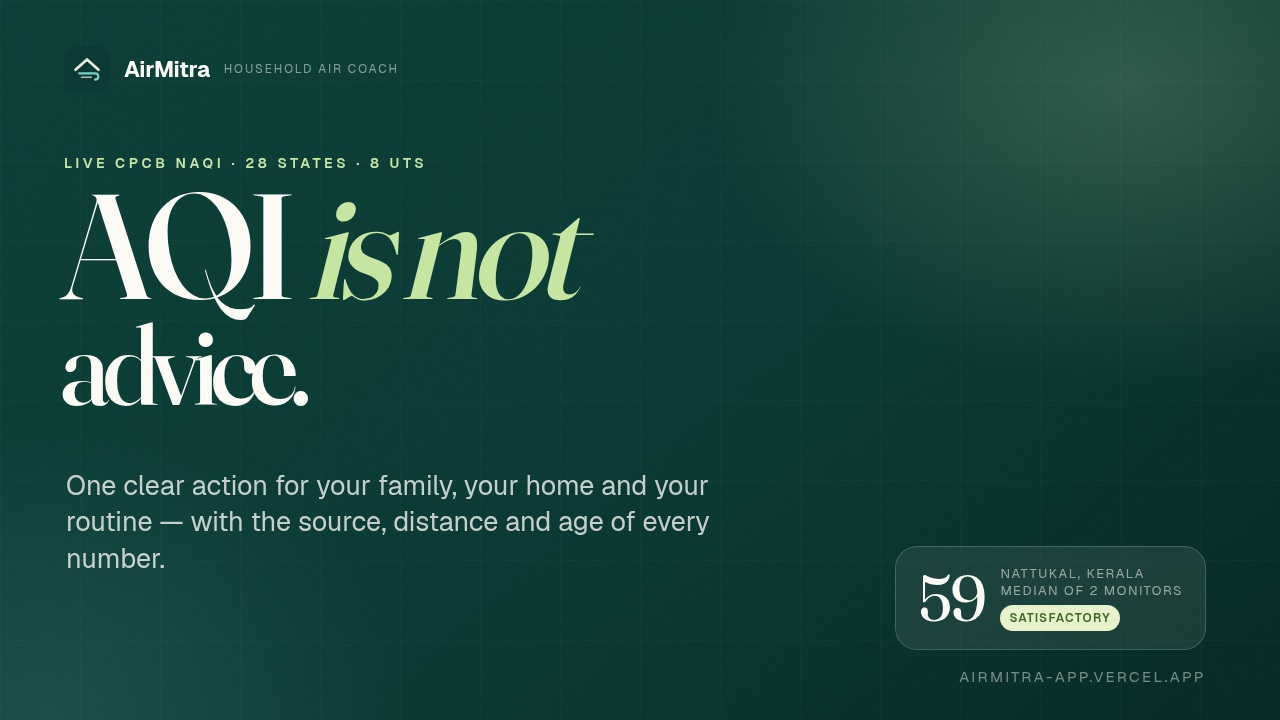 AirMitra HOUSEHOLD AIR COACH
LIVE CPCB NAQI · 28 STATES · 8 UTS
AQI is not
advice.
One clear action for your family, your home and your
routine — with the source, distance and age of every
number.
59
NATTUKAL, KERALA
MEDIAN OF 2 MONITORS
SATISFACTORY
AIRMITRA-APP.VERCEL.APP